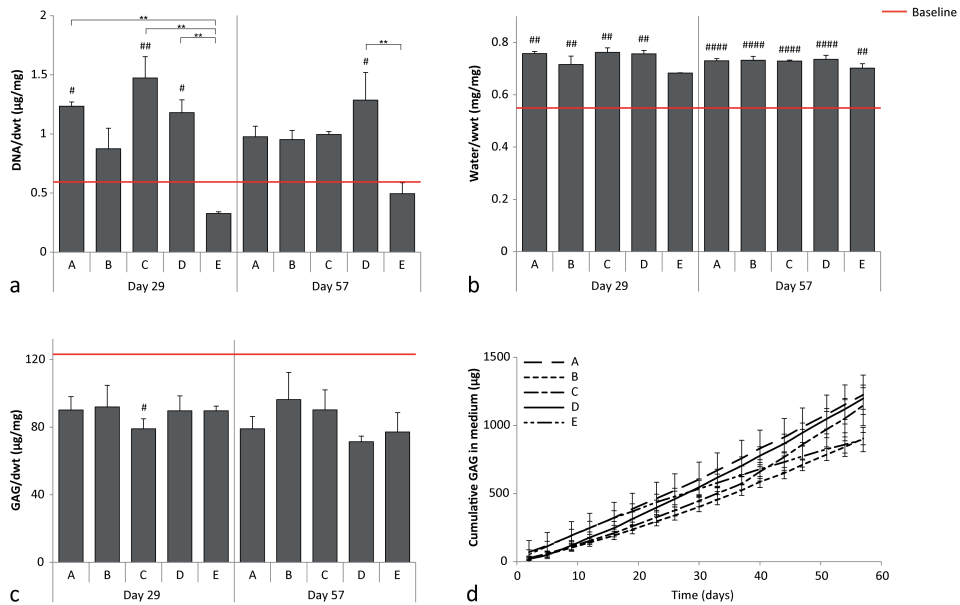 Baseline
2
1.5
1
0.5
0
DNA/dwt (µg/mg)
**
**
**
**
#
##
#
#
A B C D E A B C D E
Day 29 Day 57
a
0.8
0.6
0.4
0.2
0
Water/wwt (mg/mg)
## ## ## ## #### #### #### #### ##
A B C D E A B C D E
Day 29 Day 57
b
120
80
40
0
GAG/dwt (µg/mg)
#
A B C D E A B C D E
Day 29 Day 57
c
1500
1000
500
0
Cumulative GAG in medium (µg)
A
B
C
D
E
0 10 20 30 40 50 60
Time (days)
d